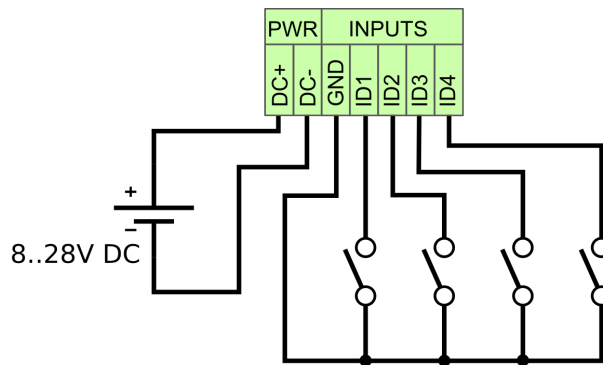 PWR INPUTS
DC+ DC- GND ID1 ID2 ID3 ID4
+
−
8..28V DC